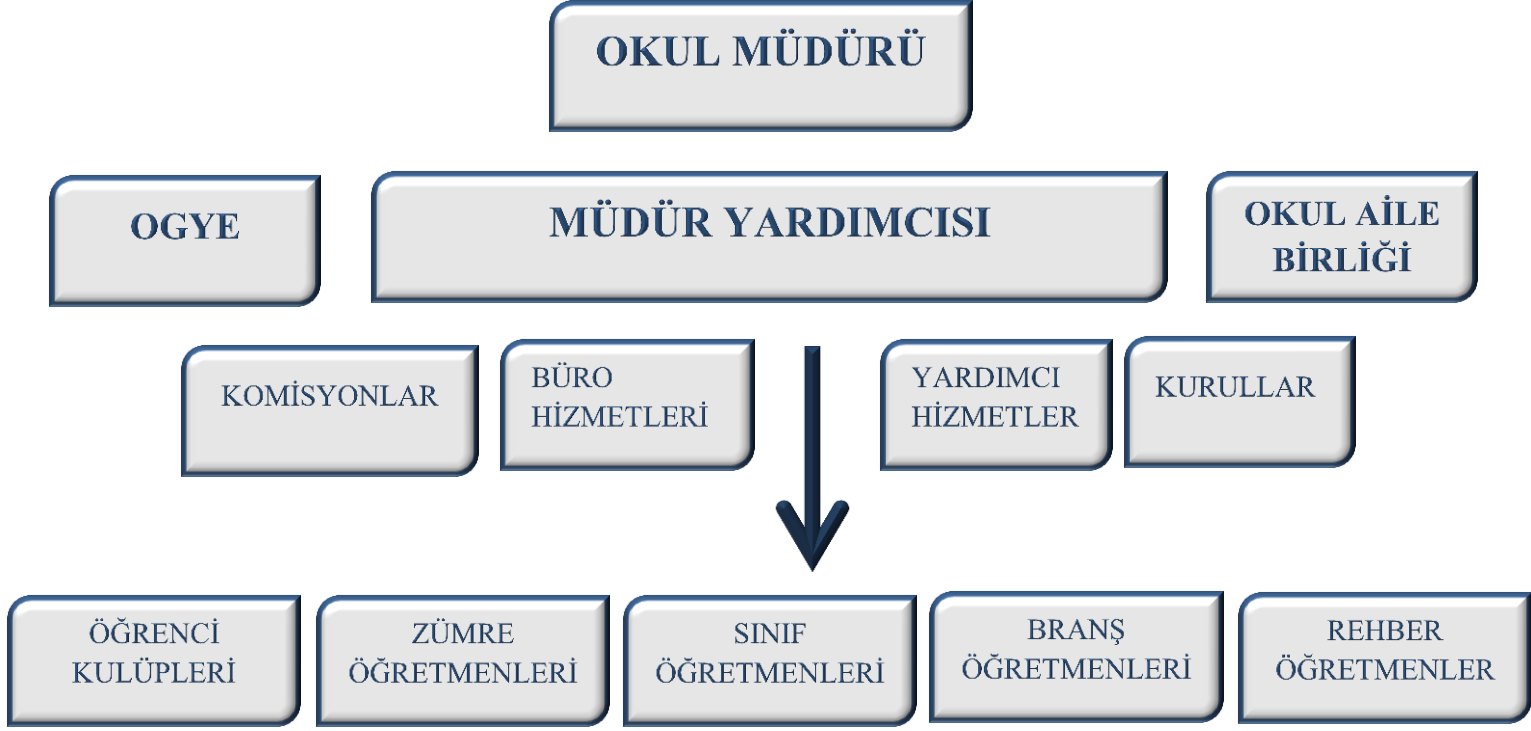 OKUL MÜDÜRÜ
OGYE
MÜDÜR YARDIMCISI
OKUL AİLE
BİRLİĞİ
KOMİSYONLAR
BÜRO
HİZMETLERİ
YARDIMCI
HİZMETLER
KURULLAR
ÖĞRENCİ
KULÜPLERİ
ZÜMRE
ÖĞRETMENLERİ
SINIF
ÖĞRETMENLERİ
BRANŞ
ÖĞRETMENLERİ
REHBER
ÖĞRETMENLER